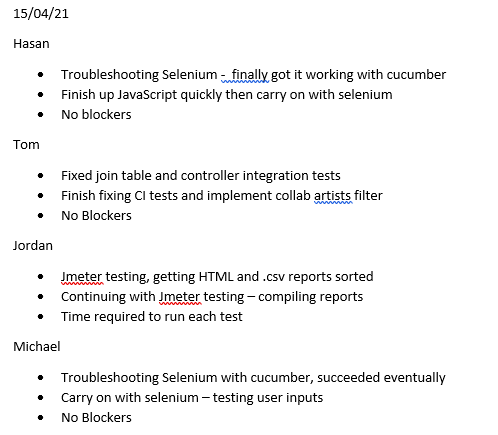 15/04/21
Hasan
• Troubleshooting Selenium -  finally got it working with cucumber
• Finish up JavaScript quickly then carry on with selenium
• No blockers
Tom
• Fixed join table and controller integration tests
• Finish fixing CI tests and implement collab artists filter
• No Blockers
Jordan
• Jmeter testing, getting HTML and .csv reports sorted
• Continuing with Jmeter testing – compiling reports
• Time required to run each test
Michael
• Troubleshooting Selenium with cucumber, succeeded eventually
• Carry on with selenium – testing user inputs
• No Blockers